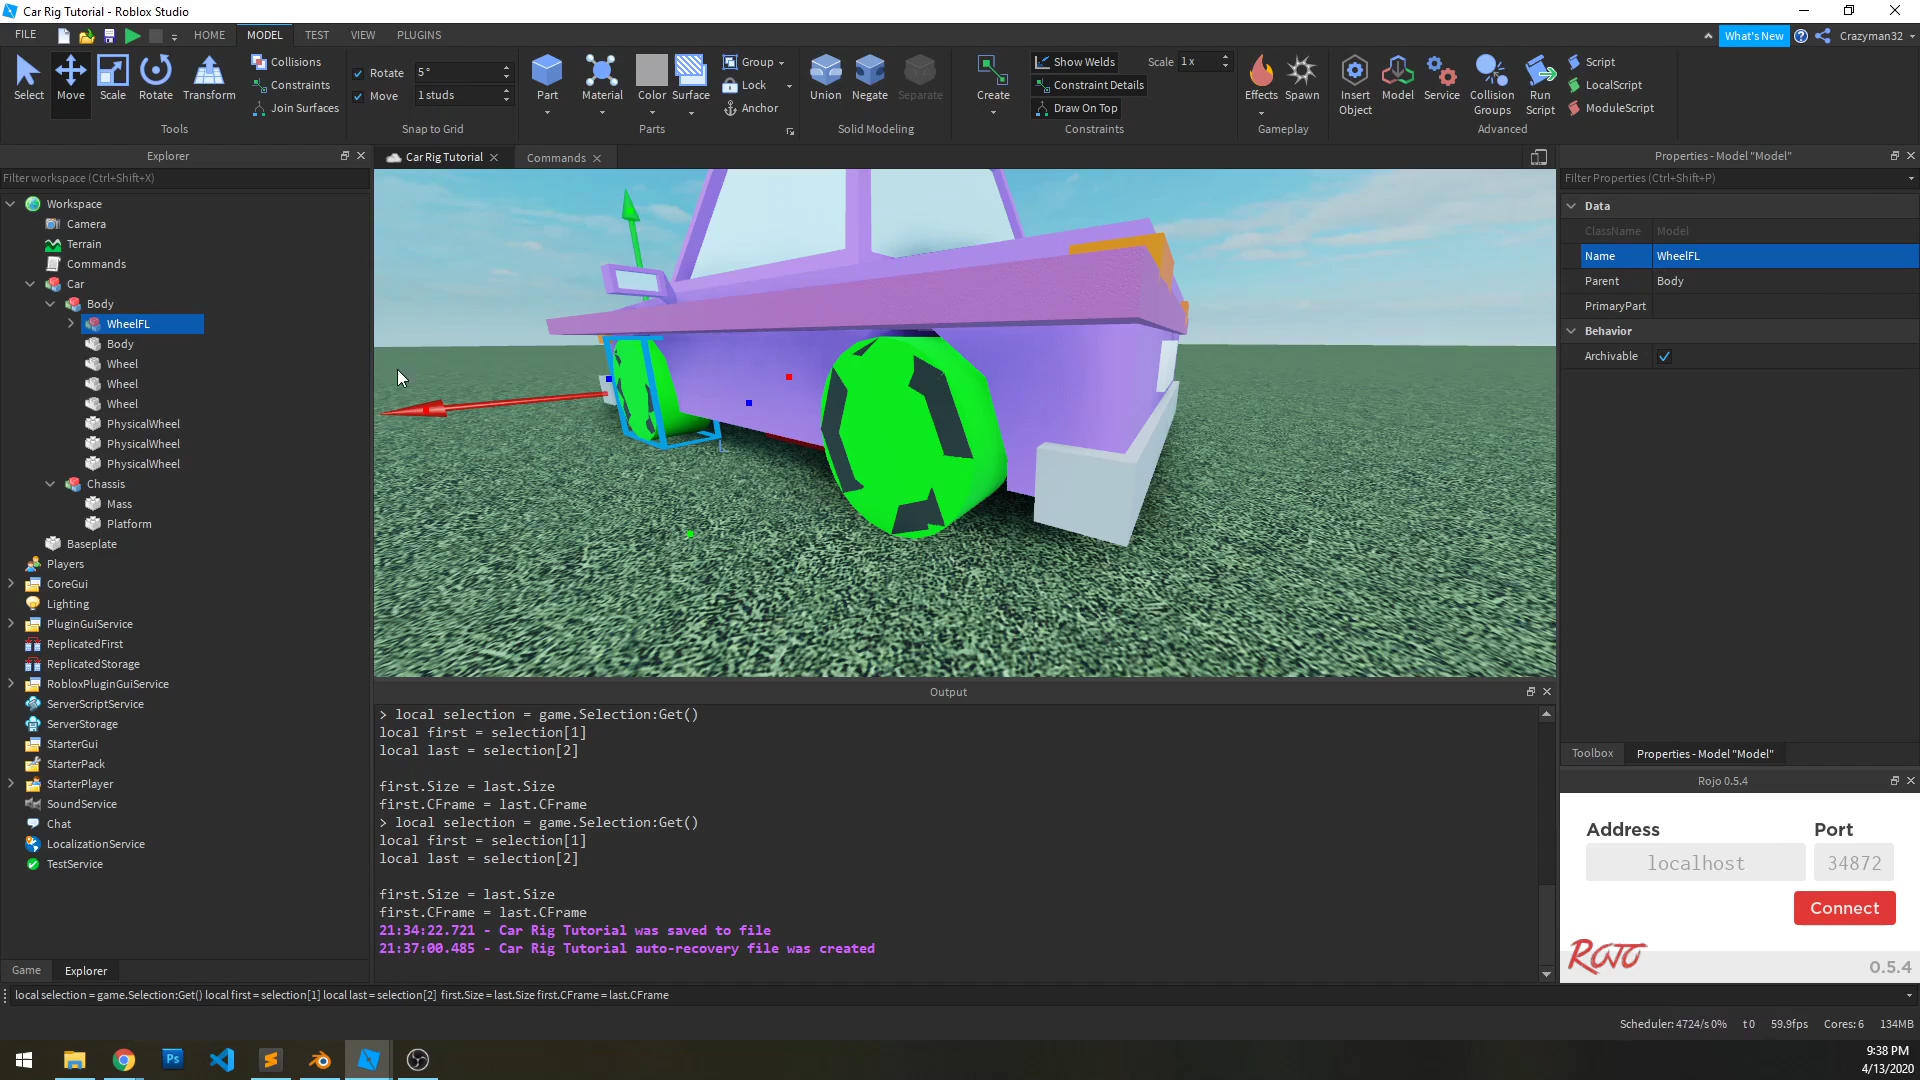 Car Rig Tutorial - Roblox Studio
FILE
HOME
MODEL
TEST
VIEW
PLUGINS
What's New
Crazyman32
Select
Move
Scale
Rotate
Transform
Collisions
Constraints
Join Surfaces
Tools
Rotate
5 °
Move
1 studs
Snap to Grid
Part
Material
Color
Surface
Group
Lock
Anchor
Parts
Union
Negate
Separate
Solid Modeling
Create
Show Welds
Constraint Details
Draw On Top
Scale
1 x
Constraints
Effects
Spawn
Gameplay
Insert Object
Model
Service
Collision Groups
Run Script
Script
LocalScript
ModuleScript
Advanced
Explorer
Filter workspace (Ctrl+Shift+X)
Workspace
Camera
Terrain
Commands
Car
Body
WheelFL
Body
Wheel
Wheel
Wheel
PhysicalWheel
PhysicalWheel
PhysicalWheel
Chassis
Mass
Platform
Baseplate
Players
CoreGui
Lighting
PluginGuiService
ReplicatedFirst
ReplicatedStorage
RobloxPluginGuiService
ServerScriptService
ServerStorage
StarterGui
StarterPack
StarterPlayer
SoundService
Chat
LocalizationService
TestService
Game
Explorer
Car Rig Tutorial
Commands
Output
> local selection = game.Selection:Get()
local first = selection[1]
local last = selection[2]
first.Size = last.Size
first.CFrame = last.CFrame
> local selection = game.Selection:Get()
local first = selection[1]
local last = selection[2]
first.Size = last.Size
first.CFrame = last.CFrame
21:34:22.721 - Car Rig Tutorial was saved to file
21:37:00.485 - Car Rig Tutorial auto-recovery file was created
Properties - Model "Model"
Filter Properties (Ctrl+Shift+P)
Data
ClassName Model
Name WheelFL
Parent Body
PrimaryPart
Behavior
Archivable
Toolbox
Properties - Model "Model"
Rojo 0.5.4
Address
Port
localhost
34872
Connect
ROJO
0.5.4
local selection = game.Selection:Get() local first = selection[1] local last = selection[2] first.Size = last.Size first.CFrame = last.CFrame
Scheduler: 4724/s 0%
t 0
59.9fps
Cores: 6
134MB
Ps
9:38 PM
4/13/2020